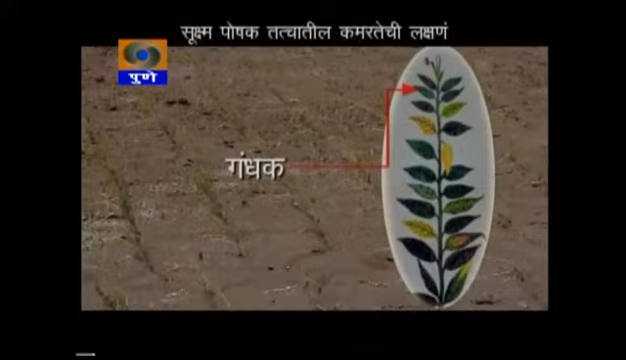 सूक्ष्म पोषक तत्चातील कमरतेची लक्षणं
पुणे
गंधक